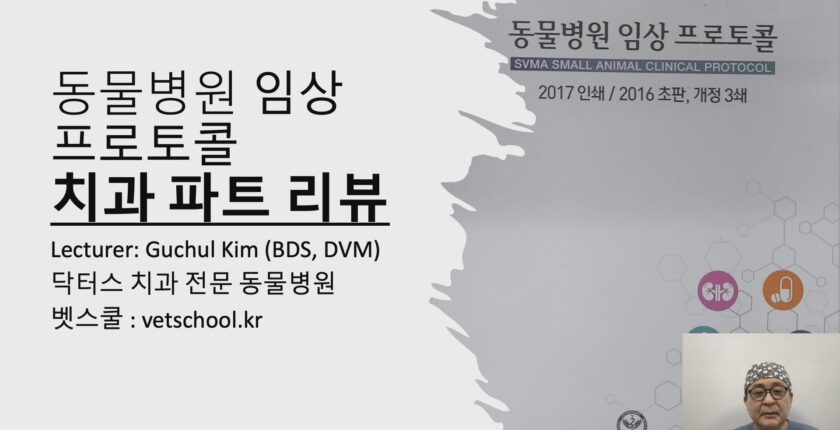 동물병원 임상
프로토콜
치과 파트 리뷰
Lecturer: Guchul Kim (BDS, DVM)
닥터스 치과 전문 동물병원
벳스쿨 : vetschool.kr
동물병원 임상 프로토콜
SVMA SMALL ANIMAL CLINICAL PROTOCOL
2017 인쇄 / 2016 초판, 개정 3쇄